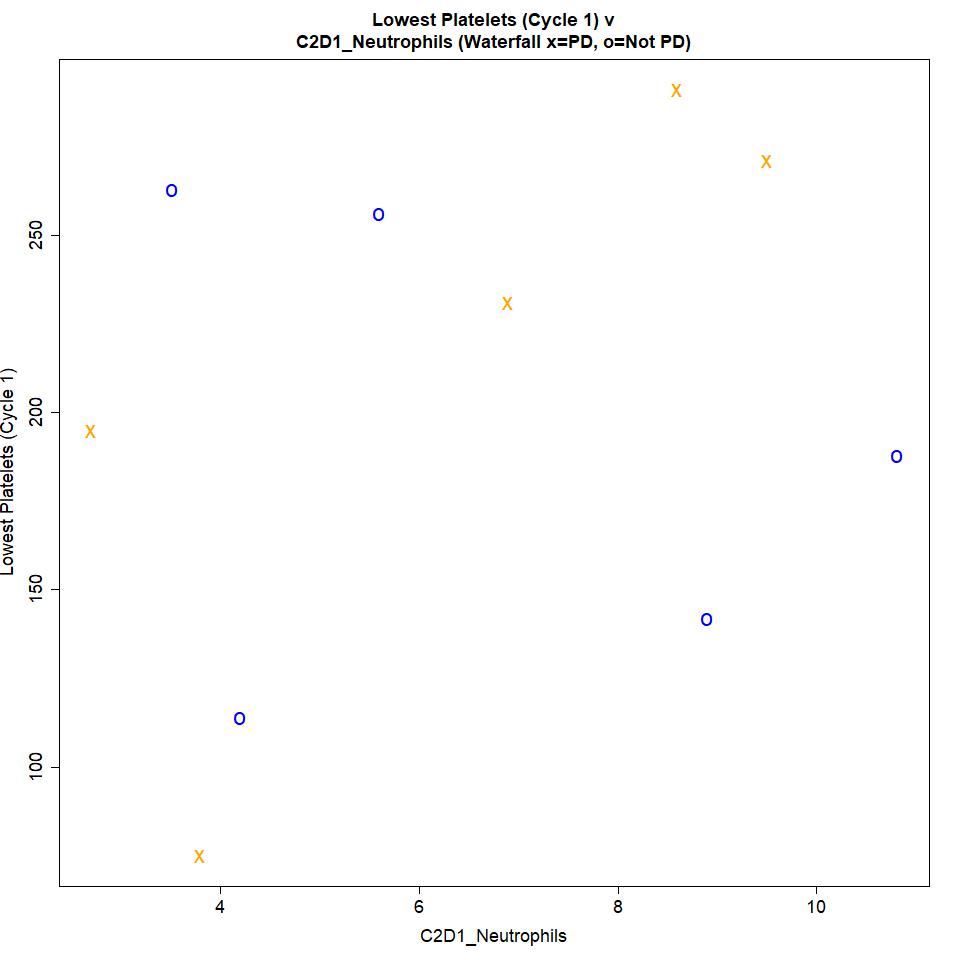 Lowest Platelets (Cycle 1) v
C2D1_Neutrophils (Waterfall x=PD, o=Not PD)
Lowest Platelets (Cycle 1)
250
200
150
100
x
x
o
o
x
x
o
o
o
x
4
6
8
10
C2D1_Neutrophils